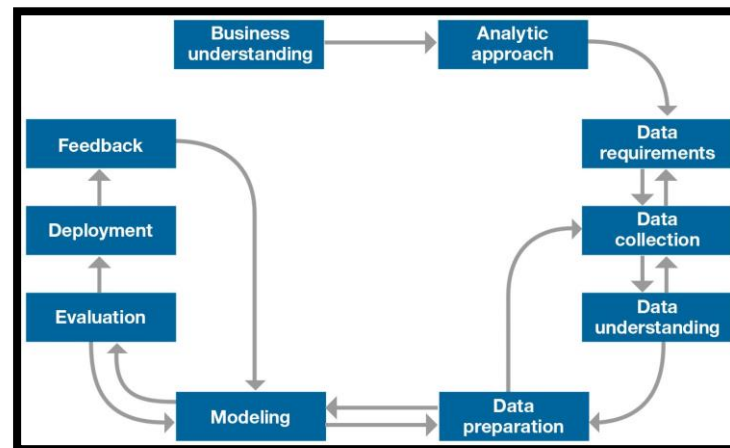 Business
understanding
Analytic
approach
Feedback
Data
requirements
Deployment
Data
collection
Evaluation
Data
understanding
Modeling
Data
preparation